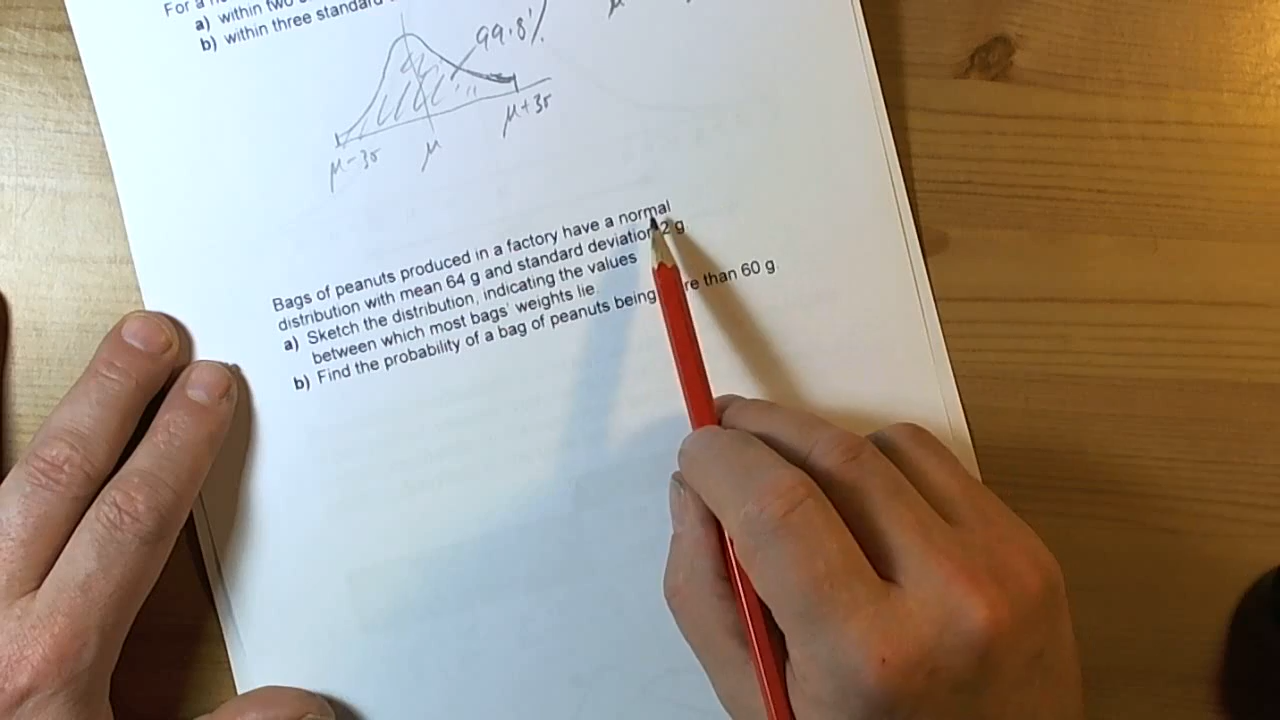 For a
a) within two
b) within three standard
99.8%
μ-3σ
μ
μ+3σ
μ
Bags of peanuts produced in a factory have a normal
distribution with mean 64 g and standard deviation 2 g
a) Sketch the distribution, indicating the values
between which most bags' weights lie
b) Find the probability of a bag of peanuts being re than 60 g